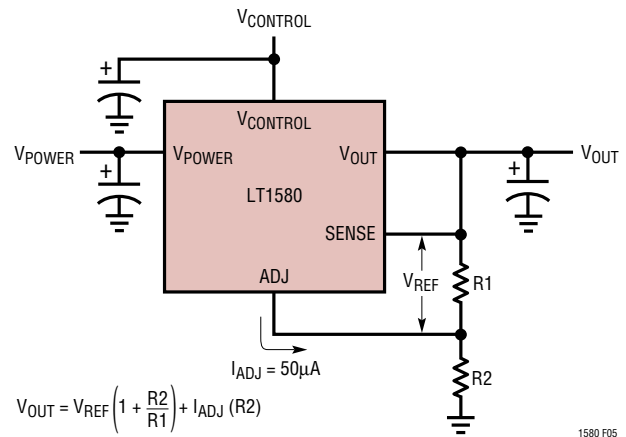 VCONTROL
+
VCONTROL
VPOWER
VPOWER
VOUT
VOUT
+
+
LT1580
SENSE
ADJ
VREF
R1
IADJ = 50µA
R2
VOUT = VREF(1 + R2/R1) + IADJ (R2)
1580 F05